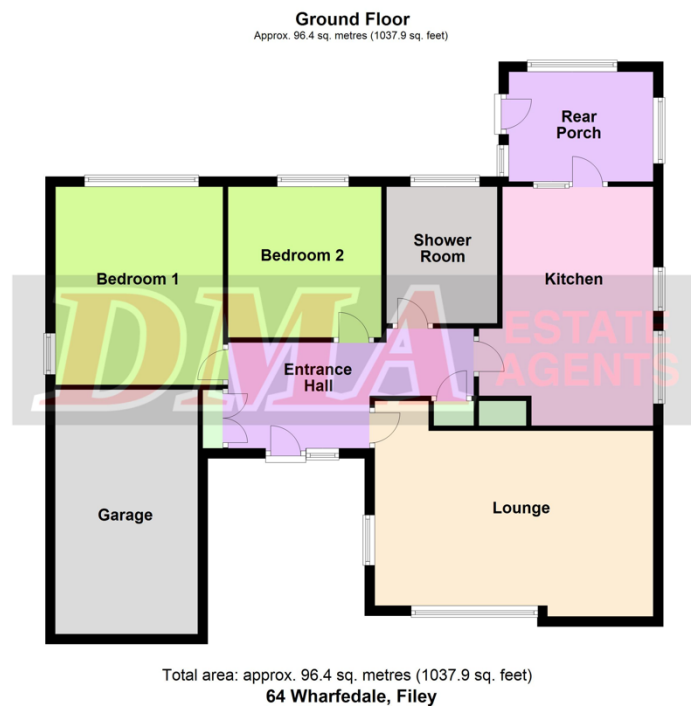 Ground Floor
Approx. 96.4 sq. metres (1037.9 sq. feet)
Rear
Porch
Bedroom 1
Bedroom 2
Shower
Room
Kitchen
DMA
ESTATE
AGENTS
Entrance
Hall
Garage
Lounge
Total area: approx. 96.4 sq. metres (1037.9 sq. feet)
64 Wharfedale, Filey